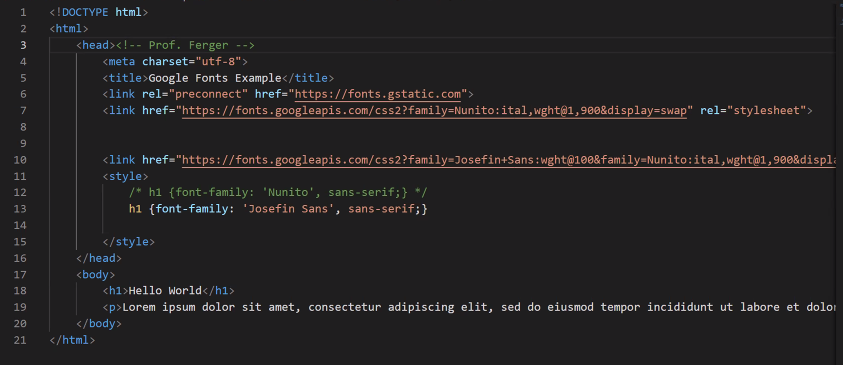 1 <!DOCTYPE html>
2 <html>
3 <head><!-- Prof. Ferger -->
4 <meta charset="utf-8">
5 <title>Google Fonts Example</title>
6 <link rel="preconnect" href="https://fonts.gstatic.com">
7 <link href="https://fonts.googleapis.com/css2?family=Nunito:ital,wght@1,900&display=swap" rel="stylesheet">
8
9
10 <link href="https://fonts.googleapis.com/css2?family=Josefin+Sans:wght@100&family=Nunito:ital,wght@1,900&displa
11 <style>
12 /* h1 {font-family: 'Nunito', sans-serif;} */
13 h1 {font-family: 'Josefin Sans', sans-serif;}
14
15 </style>
16 </head>
17 <body>
18 <h1>Hello World</h1>
19 <p>Lorem ipsum dolor sit amet, consectetur adipiscing elit, sed do eiusmod tempor incididunt ut labore et dolor
20 </body>
21 </html>